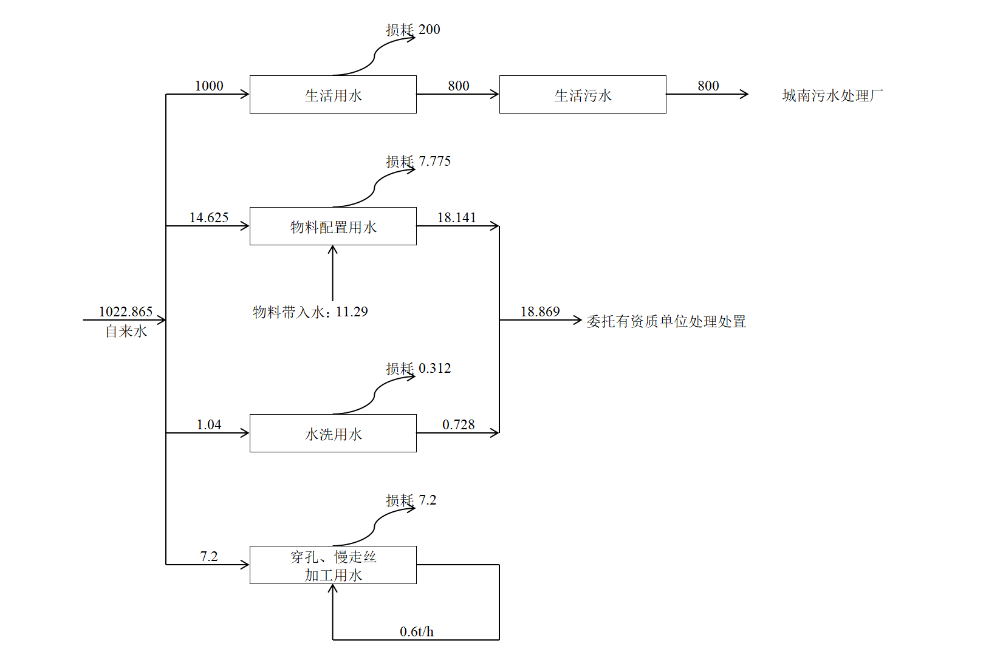 损耗 200
1000
生活用水
800
生活污水
800
城南污水处理厂
损耗 7.775
14.625
物料配置用水
18.141
物料带入水：11.29
1022.865
自来水
18.869
委托有资质单位处理处置
损耗 0.312
1.04
水洗用水
0.728
损耗 7.2
7.2
穿孔、慢走丝
加工用水
0.6t/h